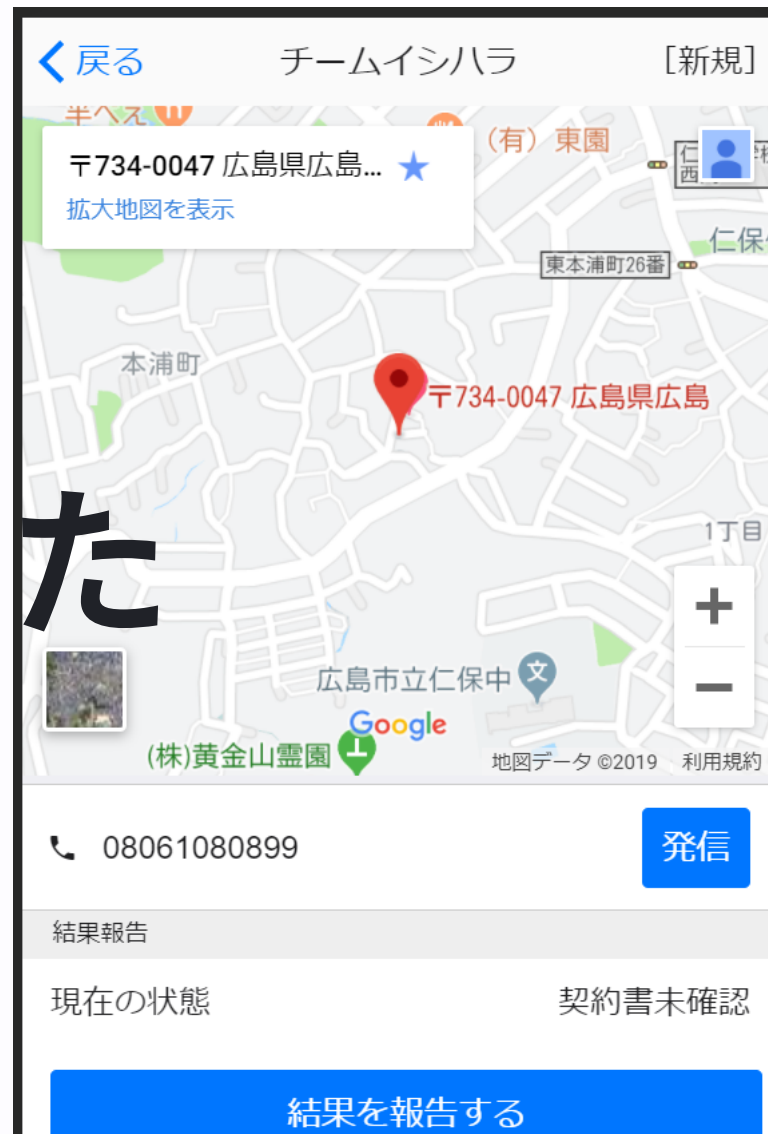 戻る
チームイシハラ
[新規]
半べえ
〒734-0047 広島県広島...
拡大地図を表示
(有) 東園
仁保
東本浦町26番
本浦町
〒734-0047 広島県広島
た
1丁目
+
−
広島市立仁保中
文
Google
(株)黄金山霊園
地図データ ©2019
利用規約
08061080899
発信
結果報告
現在の状態
契約書未確認
結果を報告する